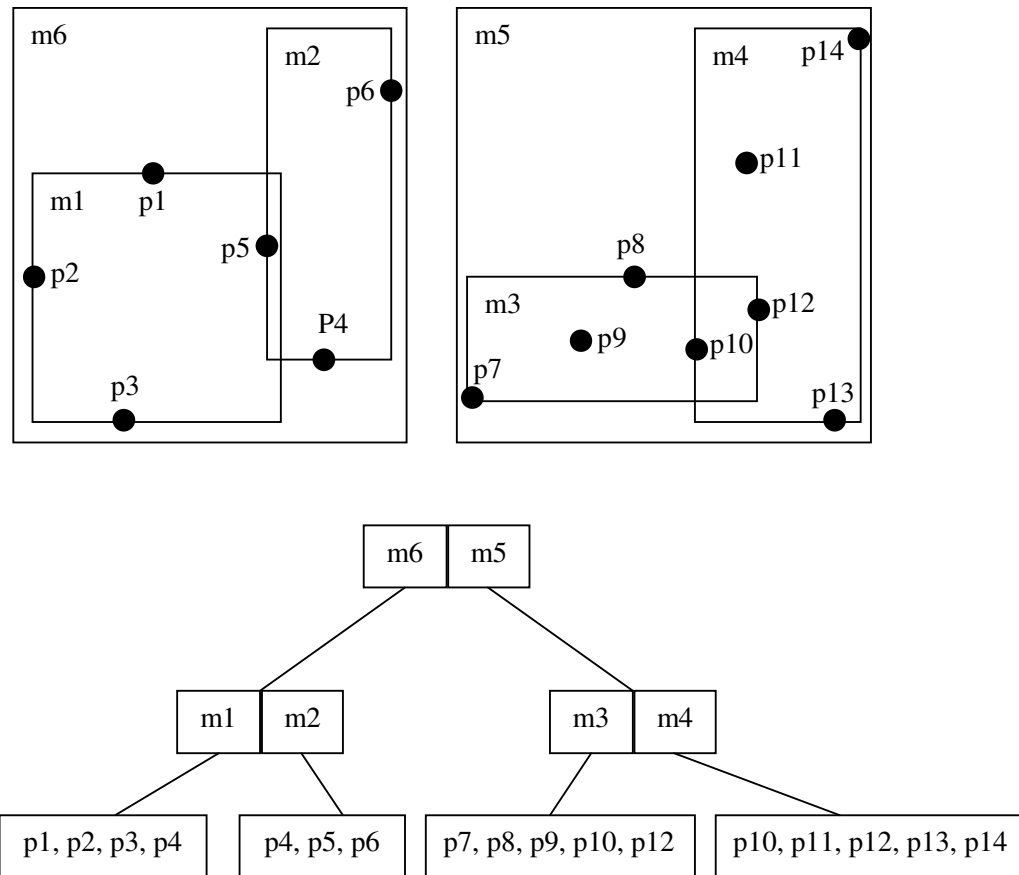 m6
m2
p6
m1
p1
p5
p2
P4
p3
m5
m4
p14
p11
p8
m3
p12
p9
p10
p7
p13
m6 m5
m1 m2
m3 m4
p1, p2, p3, p4
p4, p5, p6
p7, p8, p9, p10, p12
p10, p11, p12, p13, p14